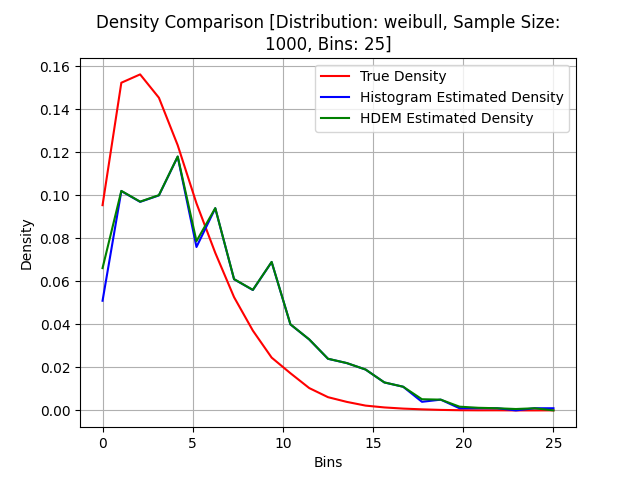 Density Comparison [Distribution: weibull, Sample Size:
1000, Bins: 25]
True Density
Histogram Estimated Density
HDEM Estimated Density
Density
0.16
0.14
0.12
0.10
0.08
0.06
0.04
0.02
0.00
0 5 10 15 20 25
Bins